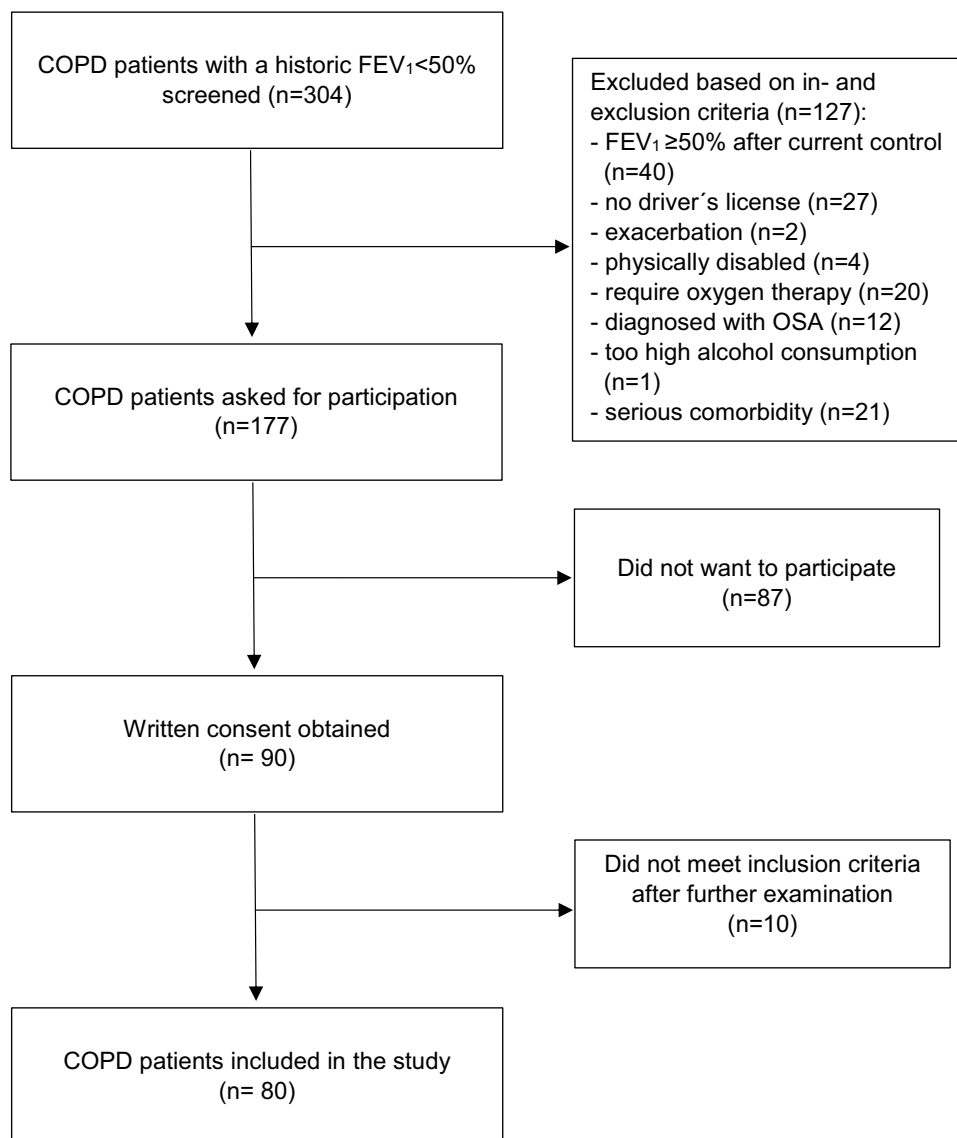 COPD patients with a historic FEV₁<50%
screened (n=304)
Excluded based on in- and
exclusion criteria (n=127):
- FEV₁ ≥50% after current control
(n=40)
- no driver´s license (n=27)
- exacerbation (n=2)
- physically disabled (n=4)
- require oxygen therapy (n=20)
- diagnosed with OSA (n=12)
- too high alcohol consumption
(n=1)
- serious comorbidity (n=21)
COPD patients asked for participation
(n=177)
Did not want to participate
(n=87)
Written consent obtained
(n= 90)
Did not meet inclusion criteria
after further examination
(n=10)
COPD patients included in the study
(n= 80)